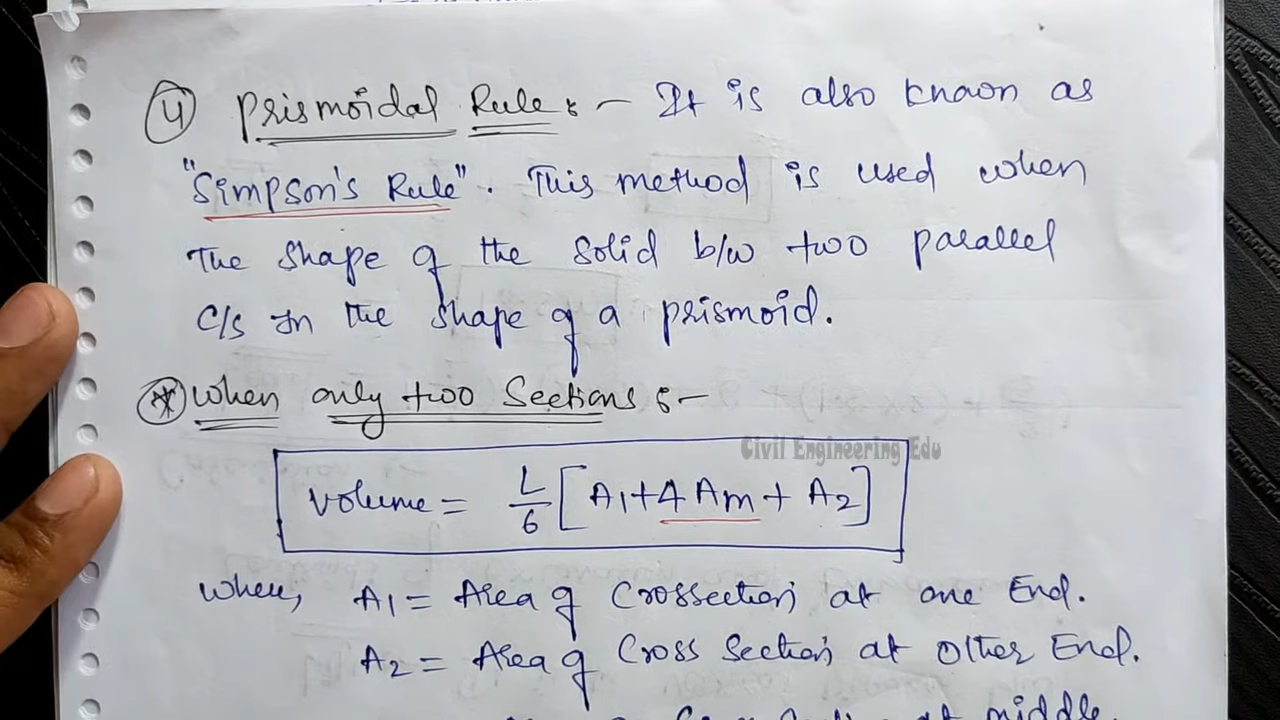 ④ Prismoidal Rule :- It is also known as
"Simpson's Rule". This method is used when
The shape of the solid b/w two parallel
C/s In the shape of a prismoid.
* When only two Sections :-
Civil Engineering Edu
Volume = L/6 [A1 + 4 Am + A2]
Where, A1 = Area of Crossection at one End.
A2 = Area of Cross Section at Other End.
at middle.